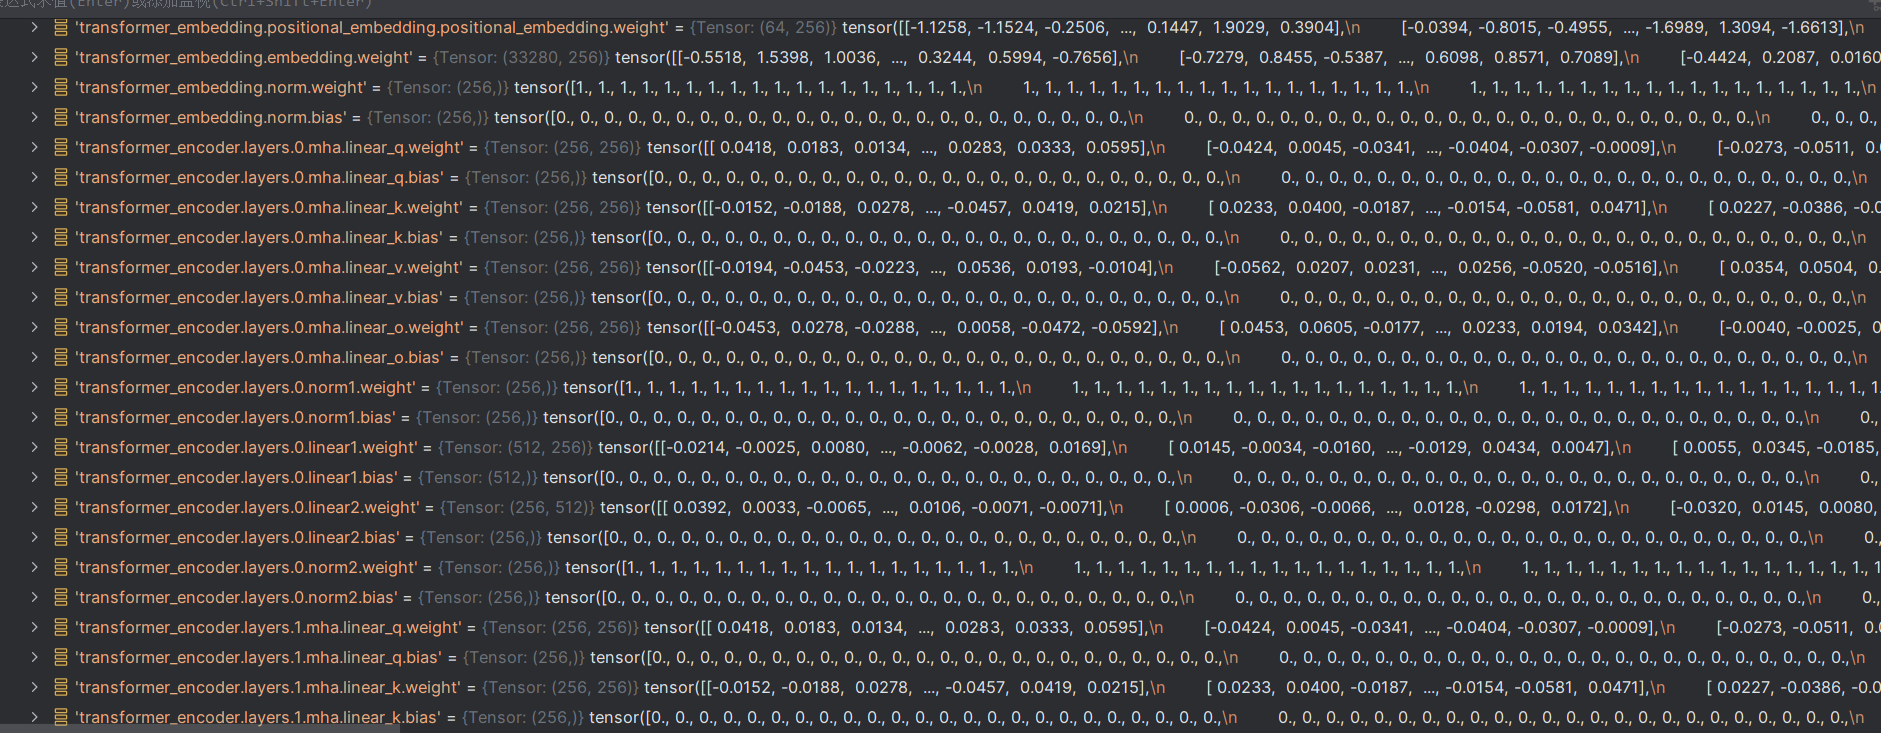 达式求值(Enter)或添加监视(Ctrl+Shift+Enter)
'transformer_embedding.positional_embedding.positional_embedding.weight' = {Tensor: (64, 256)} tensor([[-1.1258, -1.1524, -0.2506, ..., 0.1447, 1.9029, 0.3904],\n [-0.0394, -0.8015, -0.4955, ..., -1.6989, 1.3094, -1.6613],\n
'transformer_embedding.embedding.weight' = {Tensor: (33280, 256)} tensor([[-0.5518, 1.5398, 1.0036, ..., 0.3244, 0.5994, -0.7656],\n [-0.7279, 0.8455, -0.5387, ..., 0.6098, 0.8571, 0.7089],\n [-0.4424, 0.2087, 0.0160
'transformer_embedding.norm.weight' = {Tensor: (256,)} tensor([1., 1., 1., 1., 1., 1., 1., 1., 1., 1., 1., 1., 1., 1., 1., 1., 1., 1.,\n 1., 1., 1., 1., 1., 1., 1., 1., 1., 1., 1., 1., 1., 1., 1., 1., 1., 1.,\n 1., 1., 1., 1., 1., 1., 1., 1., 1., 1., 1., 1., 1., 1., 1., 1., 1., 1.,\n
'transformer_embedding.norm.bias' = {Tensor: (256,)} tensor([0., 0., 0., 0., 0., 0., 0., 0., 0., 0., 0., 0., 0., 0., 0., 0., 0., 0., 0., 0., 0., 0., 0., 0.,\n 0., 0., 0., 0., 0., 0., 0., 0., 0., 0., 0., 0., 0., 0., 0., 0., 0., 0., 0., 0., 0., 0., 0., 0.,\n 0., 0., 0.,
'transformer_encoder.layers.0.mha.linear_q.weight' = {Tensor: (256, 256)} tensor([[ 0.0418, 0.0183, 0.0134, ..., 0.0283, 0.0333, 0.0595],\n [-0.0424, 0.0045, -0.0341, ..., -0.0404, -0.0307, -0.0009],\n [-0.0273, -0.0511, 0.
'transformer_encoder.layers.0.mha.linear_q.bias' = {Tensor: (256,)} tensor([0., 0., 0., 0., 0., 0., 0., 0., 0., 0., 0., 0., 0., 0., 0., 0., 0., 0., 0., 0., 0., 0., 0., 0.,\n 0., 0., 0., 0., 0., 0., 0., 0., 0., 0., 0., 0., 0., 0., 0., 0., 0., 0., 0., 0., 0., 0., 0., 0.,\n
'transformer_encoder.layers.0.mha.linear_k.weight' = {Tensor: (256, 256)} tensor([[-0.0152, -0.0188, 0.0278, ..., -0.0457, 0.0419, 0.0215],\n [ 0.0233, 0.0400, -0.0187, ..., -0.0154, -0.0581, 0.0471],\n [ 0.0227, -0.0386, -0.0
'transformer_encoder.layers.0.mha.linear_k.bias' = {Tensor: (256,)} tensor([0., 0., 0., 0., 0., 0., 0., 0., 0., 0., 0., 0., 0., 0., 0., 0., 0., 0., 0., 0., 0., 0., 0., 0.,\n 0., 0., 0., 0., 0., 0., 0., 0., 0., 0., 0., 0., 0., 0., 0., 0., 0., 0., 0., 0., 0., 0., 0., 0.,\n
'transformer_encoder.layers.0.mha.linear_v.weight' = {Tensor: (256, 256)} tensor([[-0.0194, -0.0453, -0.0223, ..., 0.0536, 0.0193, -0.0104],\n [-0.0562, 0.0207, 0.0231, ..., 0.0256, -0.0520, -0.0516],\n [ 0.0354, 0.0504, 0.
'transformer_encoder.layers.0.mha.linear_v.bias' = {Tensor: (256,)} tensor([0., 0., 0., 0., 0., 0., 0., 0., 0., 0., 0., 0., 0., 0., 0., 0., 0., 0., 0., 0., 0., 0., 0., 0.,\n 0., 0., 0., 0., 0., 0., 0., 0., 0., 0., 0., 0., 0., 0., 0., 0., 0., 0., 0., 0., 0., 0., 0., 0.,\n
'transformer_encoder.layers.0.mha.linear_o.weight' = {Tensor: (256, 256)} tensor([[-0.0453, 0.0278, -0.0288, ..., 0.0058, -0.0472, -0.0592],\n [ 0.0453, 0.0605, -0.0177, ..., 0.0233, 0.0194, 0.0342],\n [-0.0040, -0.0025, 0
'transformer_encoder.layers.0.mha.linear_o.bias' = {Tensor: (256,)} tensor([0., 0., 0., 0., 0., 0., 0., 0., 0., 0., 0., 0., 0., 0., 0., 0., 0., 0., 0., 0., 0., 0., 0., 0.,\n 0., 0., 0., 0., 0., 0., 0., 0., 0., 0., 0., 0., 0., 0., 0., 0., 0., 0., 0., 0., 0., 0., 0., 0.,\n
'transformer_encoder.layers.0.norm1.weight' = {Tensor: (256,)} tensor([1., 1., 1., 1., 1., 1., 1., 1., 1., 1., 1., 1., 1., 1., 1., 1., 1., 1.,\n 1., 1., 1., 1., 1., 1., 1., 1., 1., 1., 1., 1., 1., 1., 1., 1., 1., 1.,\n 1., 1., 1., 1., 1., 1., 1., 1., 1., 1., 1., 1., 1., 1., 1., 1.
'transformer_encoder.layers.0.norm1.bias' = {Tensor: (256,)} tensor([0., 0., 0., 0., 0., 0., 0., 0., 0., 0., 0., 0., 0., 0., 0., 0., 0., 0., 0., 0., 0., 0., 0., 0.,\n 0., 0., 0., 0., 0., 0., 0., 0., 0., 0., 0., 0., 0., 0., 0., 0., 0., 0., 0., 0., 0., 0., 0., 0.,\n 0.,
'transformer_encoder.layers.0.linear1.weight' = {Tensor: (512, 256)} tensor([[-0.0214, -0.0025, 0.0080, ..., -0.0062, -0.0028, 0.0169],\n [ 0.0145, -0.0034, -0.0160, ..., -0.0129, 0.0434, 0.0047],\n [ 0.0055, 0.0345, -0.0185,
'transformer_encoder.layers.0.linear1.bias' = {Tensor: (512,)} tensor([0., 0., 0., 0., 0., 0., 0., 0., 0., 0., 0., 0., 0., 0., 0., 0., 0., 0., 0., 0., 0., 0., 0., 0.,\n 0., 0., 0., 0., 0., 0., 0., 0., 0., 0., 0., 0., 0., 0., 0., 0., 0., 0., 0., 0., 0., 0., 0., 0.,\n 0.,
'transformer_encoder.layers.0.linear2.weight' = {Tensor: (256, 512)} tensor([[ 0.0392, 0.0033, -0.0065, ..., 0.0106, -0.0071, -0.0071],\n [ 0.0006, -0.0306, -0.0066, ..., 0.0128, -0.0298, 0.0172],\n [-0.0320, 0.0145, 0.0080,
'transformer_encoder.layers.0.linear2.bias' = {Tensor: (256,)} tensor([0., 0., 0., 0., 0., 0., 0., 0., 0., 0., 0., 0., 0., 0., 0., 0., 0., 0., 0., 0., 0., 0., 0., 0.,\n 0., 0., 0., 0., 0., 0., 0., 0., 0., 0., 0., 0., 0., 0., 0., 0., 0., 0., 0., 0., 0., 0., 0., 0.,\n 0.,
'transformer_encoder.layers.0.norm2.weight' = {Tensor: (256,)} tensor([1., 1., 1., 1., 1., 1., 1., 1., 1., 1., 1., 1., 1., 1., 1., 1., 1., 1.,\n 1., 1., 1., 1., 1., 1., 1., 1., 1., 1., 1., 1., 1., 1., 1., 1., 1., 1.,\n 1., 1., 1., 1., 1., 1., 1., 1., 1., 1., 1., 1., 1., 1., 1., 1
'transformer_encoder.layers.0.norm2.bias' = {Tensor: (256,)} tensor([0., 0., 0., 0., 0., 0., 0., 0., 0., 0., 0., 0., 0., 0., 0., 0., 0., 0., 0., 0., 0., 0., 0., 0.,\n 0., 0., 0., 0., 0., 0., 0., 0., 0., 0., 0., 0., 0., 0., 0., 0., 0., 0., 0., 0., 0., 0., 0., 0.,\n 0.,
'transformer_encoder.layers.1.mha.linear_q.weight' = {Tensor: (256, 256)} tensor([[ 0.0418, 0.0183, 0.0134, ..., 0.0283, 0.0333, 0.0595],\n [-0.0424, 0.0045, -0.0341, ..., -0.0404, -0.0307, -0.0009],\n [-0.0273, -0.0511, 0.0
'transformer_encoder.layers.1.mha.linear_q.bias' = {Tensor: (256,)} tensor([0., 0., 0., 0., 0., 0., 0., 0., 0., 0., 0., 0., 0., 0., 0., 0., 0., 0., 0., 0., 0., 0., 0., 0.,\n 0., 0., 0., 0., 0., 0., 0., 0., 0., 0., 0., 0., 0., 0., 0., 0., 0., 0., 0., 0., 0., 0., 0., 0.,\n
'transformer_encoder.layers.1.mha.linear_k.weight' = {Tensor: (256, 256)} tensor([[-0.0152, -0.0188, 0.0278, ..., -0.0457, 0.0419, 0.0215],\n [ 0.0233, 0.0400, -0.0187, ..., -0.0154, -0.0581, 0.0471],\n [ 0.0227, -0.0386, -0.0
'transformer_encoder.layers.1.mha.linear_k.bias' = {Tensor: (256,)} tensor([0., 0., 0., 0., 0., 0., 0., 0., 0., 0., 0., 0., 0., 0., 0., 0., 0., 0., 0., 0., 0., 0., 0., 0.,\n 0., 0., 0., 0., 0., 0., 0., 0., 0., 0., 0., 0., 0., 0., 0., 0., 0., 0., 0., 0., 0., 0., 0., 0.,\n